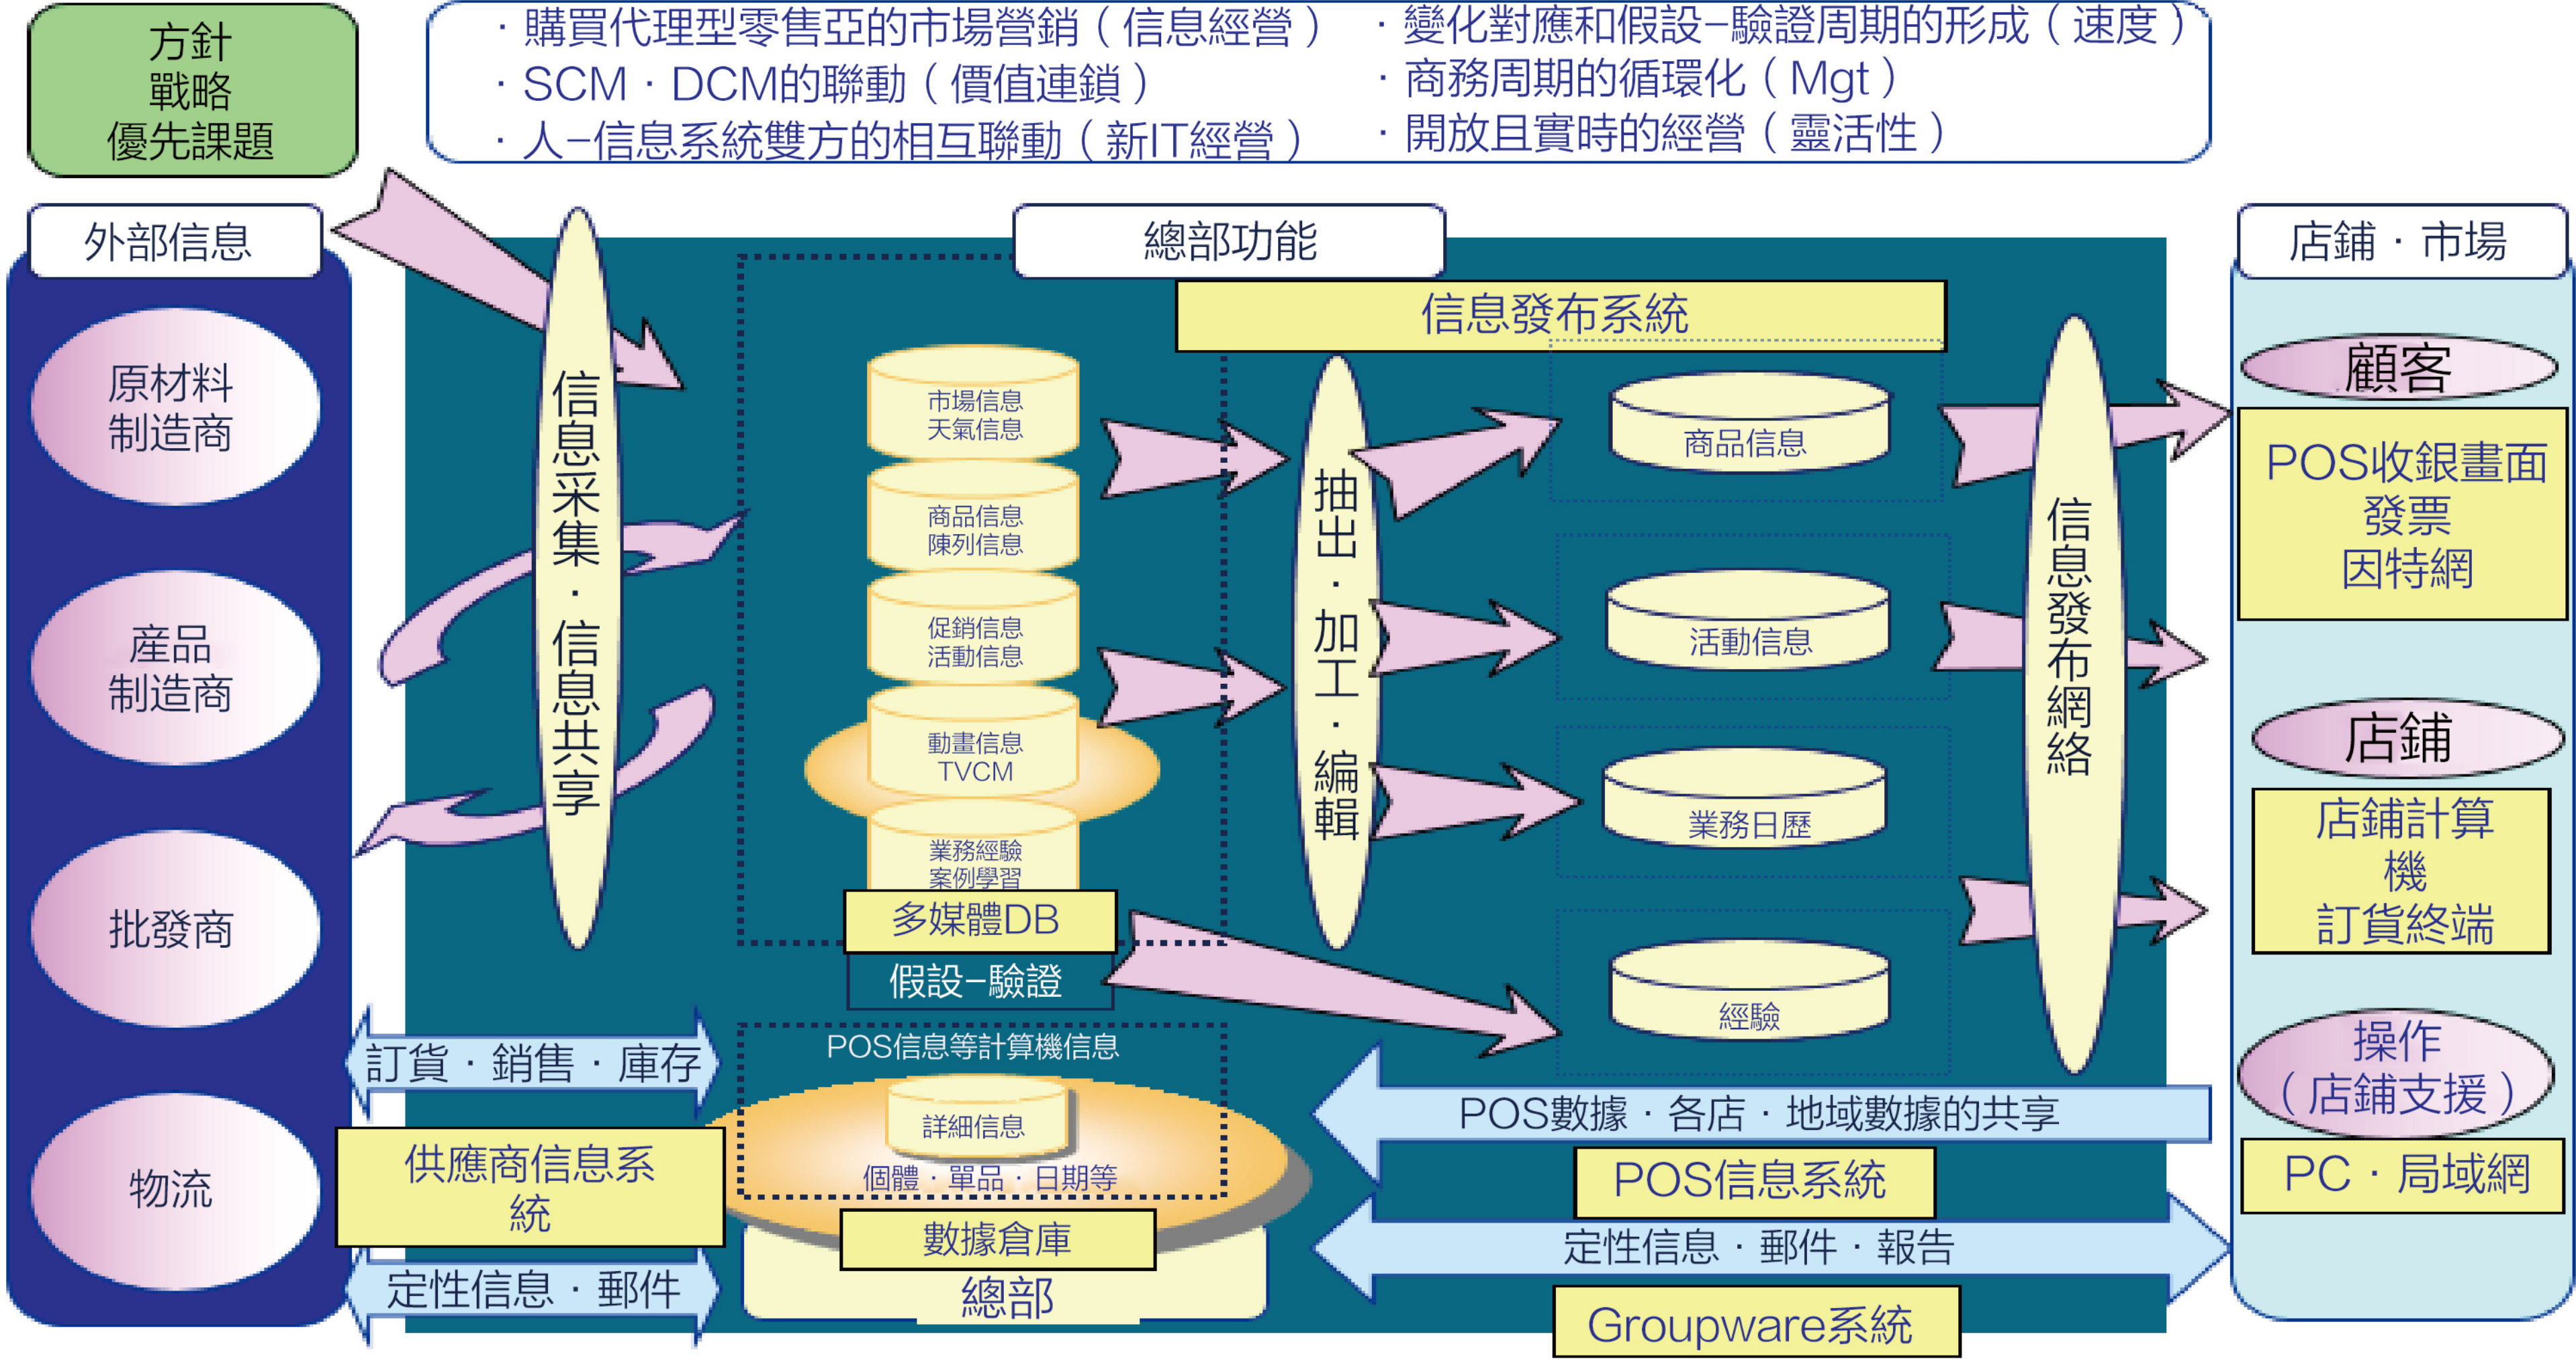 方針
戰略
優先課題
· 購買代理型零售亞的市場營銷（信息經營）
· SCM · DCM的聯動（價值連鎖）
· 人-信息系統雙方的相互聯動（新IT經營）
· 變化對應和假設-驗證周期的形成（速度）
· 商務周期的循環化（Mgt）
· 開放且實時的經營（靈活性）
外部信息
原材料
制造商
産品
制造商
批發商
物流
信息采集·信息共享
訂貨 · 銷售 · 庫存
供應商信息系
統
定性信息 · 郵件
總部功能
信息發布系統
市場信息
天氣信息
商品信息
陳列信息
促銷信息
活動信息
動畫信息
TVCM
業務經驗
案例學習
多媒體DB
假設-驗證
POS信息等計算機信息
詳細信息
個體 · 單品 · 日期等
數據倉庫
總部
抽出·加工·編輯
商品信息
活動信息
業務日歷
經驗
信息發布網絡
POS數據 · 各店 · 地域數據的共享
POS信息系統
定性信息 · 郵件 · 報告
Groupware系統
店鋪 · 市場
顧客
POS收銀畫面
發票
因特網
店鋪
店鋪計算
機
訂貨終端
操作
（店鋪支援）
PC · 局域網